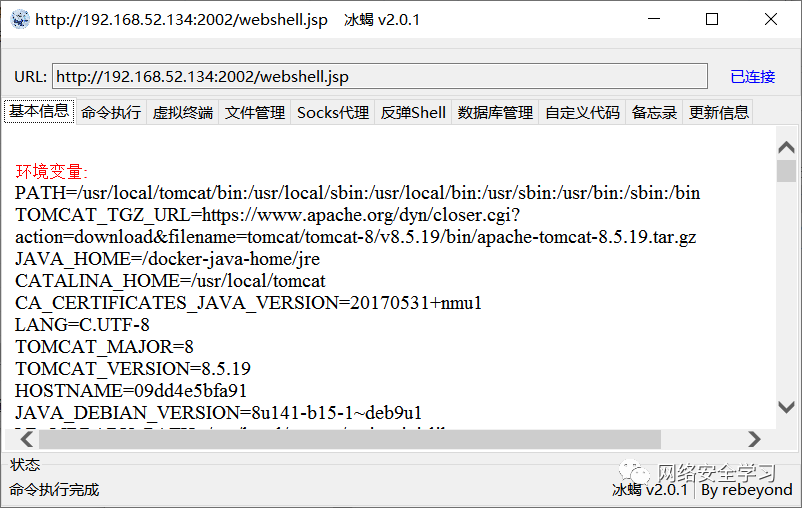 http://192.168.52.134:2002/webshell.jsp 冰蝎 v2.0.1
URL: http://192.168.52.134:2002/webshell.jsp 已连接
基本信息 命令执行 虚拟终端 文件管理 Socks代理 反弹Shell 数据库管理 自定义代码 备忘录 更新信息
环境变量:
PATH=/usr/local/tomcat/bin:/usr/local/sbin:/usr/local/bin:/usr/sbin:/usr/bin:/sbin:/bin
TOMCAT_TGZ_URL=https://www.apache.org/dyn/closer.cgi?
action=download&filename=tomcat/tomcat-8/v8.5.19/bin/apache-tomcat-8.5.19.tar.gz
JAVA_HOME=/docker-java-home/jre
CATALINA_HOME=/usr/local/tomcat
CA_CERTIFICATES_JAVA_VERSION=20170531+nmu1
LANG=C.UTF-8
TOMCAT_MAJOR=8
TOMCAT_VERSION=8.5.19
HOSTNAME=09dd4e5bfa91
JAVA_DEBIAN_VERSION=8u141-b15-1~deb9u1
状态
网络安全学习
命令执行完成 冰蝎 v2.0.1 By rebeyond